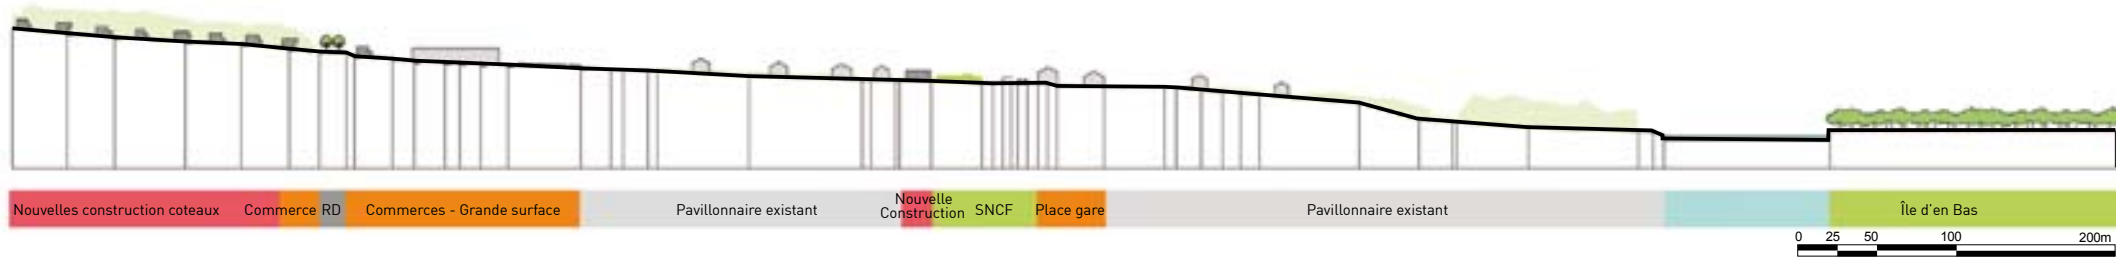 Nouvelles construction coteaux
Commerce
RD
Commerces - Grande surface
Pavillonnaire existant
Nouvelle
Construction
SNCF
Place gare
Pavillonnaire existant
Île d'en Bas
0 25 50 100 200m